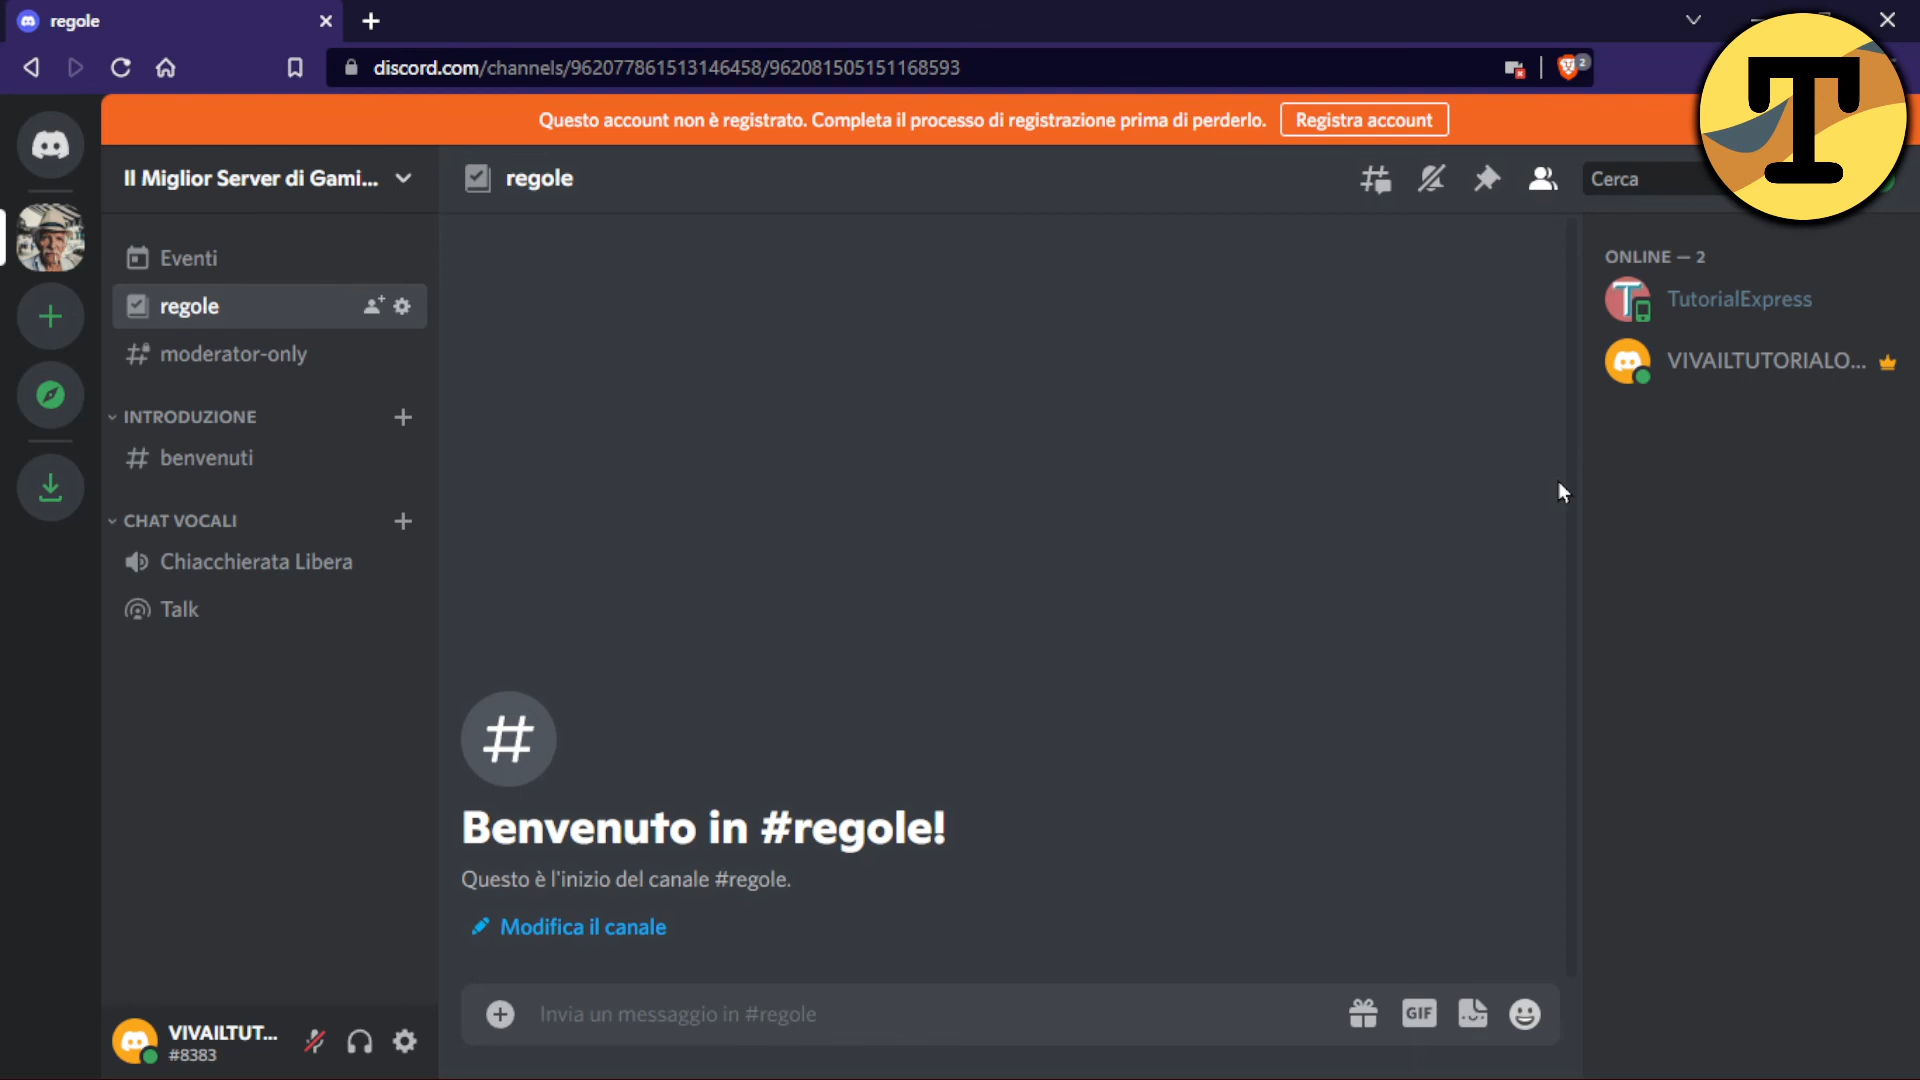 regole
discord.com/channels/962077861513146458/962081505151168593
2
Questo account non è registrato. Completa il processo di registrazione prima di perderlo.
Registra account
T
Il Miglior Server di Gami...
regole
Cerca
Eventi
regole
moderator-only
INTRODUZIONE
benvenuti
CHAT VOCALI
Chiacchierata Libera
Talk
ONLINE — 2
TutorialExpress
VIVAILTUTORIALO...
#
Benvenuto in #regole!
Questo è l'inizio del canale #regole.
Modifica il canale
Invia un messaggio in #regole
GIF
VIVAILTUT...
#8383